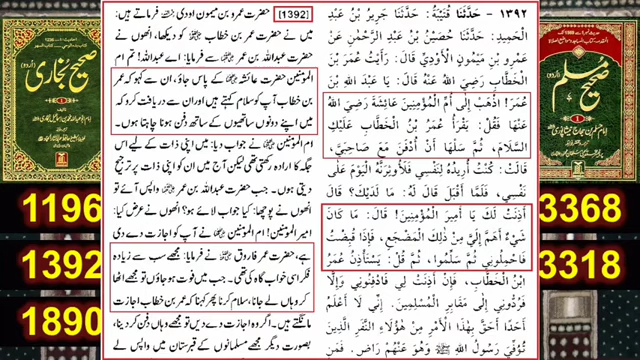 صحیح بخاری
صحیح مسلم
1196
1390
1890
3368
3318
[1392] حضرت عمرو بن میمون اودی فرماتے ہیں:
میں نے حضرت عمر بن خطاب کو دیکھا، انھوں نے
حضرت عبداللہ بن عمر سے فرمایا: اے عبداللہ! تم ام
المومنین حضرت عائشہ کے پاس جاؤ، ان سے کہو کہ عمر
بن خطاب آپ کو سلام کہتے ہیں اور ان سے دریافت کرو کہ
میں اپنے دونوں ساتھیوں کے ساتھ دفن ہونا چاہتا ہوں۔
ام المومنین نے جواب دیا: میں اپنی ذات کے لیے اس
جگہ کا ارادہ رکھتی تھی لیکن آج میں ان کو اپنی ذات پر ترجیح
دیتی ہوں۔ جب حضرت عبداللہ بن عمر واپس آئے تو
انھوں نے پوچھا: کیا جواب لائے ہو؟ انھوں نے عرض کیا:
امیر المومنین! ام المومنین نے آپ کو اجازت دے دی
ہے، حضرت عمر فاروق نے فرمایا: مجھے سب سے زیادہ
فکر اسی خواب گاہ کی تھی۔ جب میں فوت ہو جاؤں تو مجھے اٹھا
کر وہاں لے جانا، سلام کرنا پھر کہنا کہ عمر بن خطاب اجازت
مانگتے ہیں۔ اگر وہ اجازت دے دیں تو مجھے وہاں دفن کر دینا،
بصورت دیگر مجھے مسلمانوں کے قبرستان میں واپس لے
١٣٩٢ - حَدَّثَنَا قُتَيْبَةُ: حَدَّثَنَا جَرِيرُ بْنُ عَبْدِ
الْحَمِيدِ: حَدَّثَنَا حُصَيْنُ بْنُ عَبْدِ الرَّحْمٰنِ عَنْ
عَمْرِو بْنِ مَيْمُونٍ الْأَوْدِيِّ قَالَ: رَأَيْتُ عُمَرَ بْنَ
الْخَطَّابِ رَضِيَ اللهُ عَنْهُ قَالَ: يَا عَبْدَ اللهِ بْنَ
عُمَرَ! اذْهَبْ إِلَى أُمِّ الْمُؤْمِنِينَ عَائِشَةَ رَضِيَ اللهُ
عَنْهَا فَقُلْ: يَقْرَأُ عُمَرُ بْنُ الْخَطَّابِ عَلَيْكِ
السَّلَامَ، ثُمَّ سَلْهَا أَنْ أُدْفَنَ مَعَ صَاحِبَيَّ،
قَالَتْ: كُنْتُ أُرِيدُهُ لِنَفْسِي فَلَأُوثِرَنَّهُ الْيَوْمَ عَلَى
نَفْسِي، فَلَمَّا أَقْبَلَ قَالَ لَهُ: مَا لَدَيْكَ؟ قَالَ:
أَذِنَتْ لَكَ يَا أَمِيرَ الْمُؤْمِنِينَ! قَالَ: مَا كَانَ
شَيْءٌ أَهَمَّ إِلَيَّ مِنْ ذٰلِكَ الْمَضْجَعِ، فَإِذَا قُبِضْتُ
فَاحْمِلُونِي ثُمَّ سَلِّمُوا، ثُمَّ قُلْ: يَسْتَأْذِنُ عُمَرُ
ابْنُ الْخَطَّابِ، فَإِنْ أَذِنَتْ لِي فَادْفِنُونِي وَإِلَّا
فَرُدُّونِي إِلَى مَقَابِرِ الْمُسْلِمِينَ. إِنِّي لَا أَعْلَمُ
أَحَدًا أَحَقَّ بِهٰذَا الْأَمْرِ مِنْ هٰؤُلَاءِ النَّفَرِ الَّذِينَ
تُوُفِّيَ رَسُولُ اللهِ ﷺ وَهُوَ عَنْهُمْ رَاضٍ. فَمَنِ